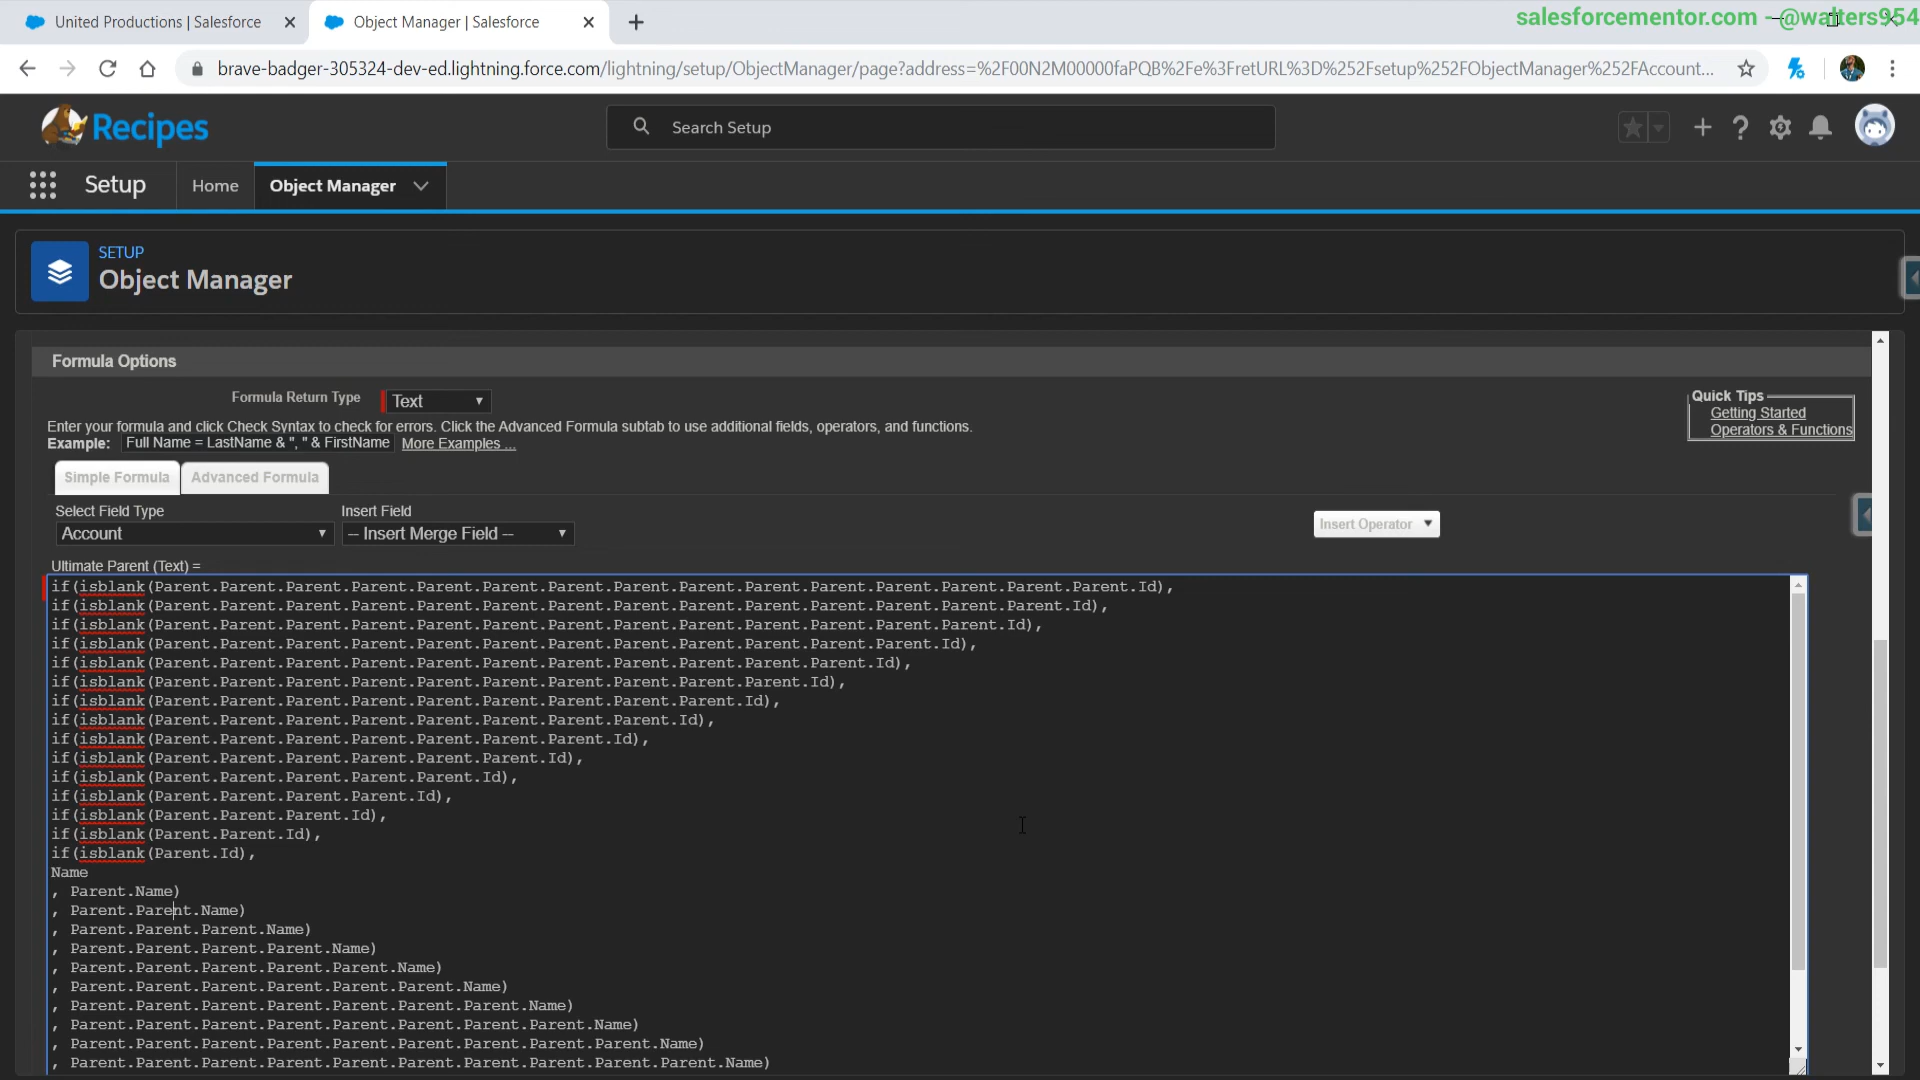 United Productions | Salesforce
Object Manager | Salesforce
salesforcementor.com - @walters954
brave-badger-305324-dev-ed.lightning.force.com/lightning/setup/ObjectManager/page?address=%2F00N2M00000faPQB%2Fe%3FretURL%3D%252Fsetup%252FObjectManager%252FAccount...
Recipes
Search Setup
Setup
Home
Object Manager
SETUP
Object Manager
Formula Options
Formula Return Type
Text
Quick Tips
Getting Started
Operators & Functions
Enter your formula and click Check Syntax to check for errors. Click the Advanced Formula subtab to use additional fields, operators, and functions.
Example: Full Name = LastName & ", " & FirstName More Examples ...
Simple Formula
Advanced Formula
Select Field Type
Insert Field
Account
-- Insert Merge Field --
Insert Operator
Ultimate Parent (Text) =
if(isblank(Parent.Parent.Parent.Parent.Parent.Parent.Parent.Parent.Parent.Parent.Parent.Parent.Parent.Parent.Parent.Id),
if(isblank(Parent.Parent.Parent.Parent.Parent.Parent.Parent.Parent.Parent.Parent.Parent.Parent.Parent.Parent.Id),
if(isblank(Parent.Parent.Parent.Parent.Parent.Parent.Parent.Parent.Parent.Parent.Parent.Parent.Parent.Id),
if(isblank(Parent.Parent.Parent.Parent.Parent.Parent.Parent.Parent.Parent.Parent.Parent.Parent.Id),
if(isblank(Parent.Parent.Parent.Parent.Parent.Parent.Parent.Parent.Parent.Parent.Parent.Id),
if(isblank(Parent.Parent.Parent.Parent.Parent.Parent.Parent.Parent.Parent.Parent.Id),
if(isblank(Parent.Parent.Parent.Parent.Parent.Parent.Parent.Parent.Parent.Id),
if(isblank(Parent.Parent.Parent.Parent.Parent.Parent.Parent.Parent.Id),
if(isblank(Parent.Parent.Parent.Parent.Parent.Parent.Parent.Id),
if(isblank(Parent.Parent.Parent.Parent.Parent.Parent.Id),
if(isblank(Parent.Parent.Parent.Parent.Parent.Id),
if(isblank(Parent.Parent.Parent.Parent.Id),
if(isblank(Parent.Parent.Parent.Id),
if(isblank(Parent.Parent.Id),
if(isblank(Parent.Id),
Name
, Parent.Name)
, Parent.Parent.Name)
, Parent.Parent.Parent.Name)
, Parent.Parent.Parent.Parent.Name)
, Parent.Parent.Parent.Parent.Parent.Name)
, Parent.Parent.Parent.Parent.Parent.Parent.Name)
, Parent.Parent.Parent.Parent.Parent.Parent.Parent.Name)
, Parent.Parent.Parent.Parent.Parent.Parent.Parent.Parent.Name)
, Parent.Parent.Parent.Parent.Parent.Parent.Parent.Parent.Parent.Name)
, Parent.Parent.Parent.Parent.Parent.Parent.Parent.Parent.Parent.Parent.Name)